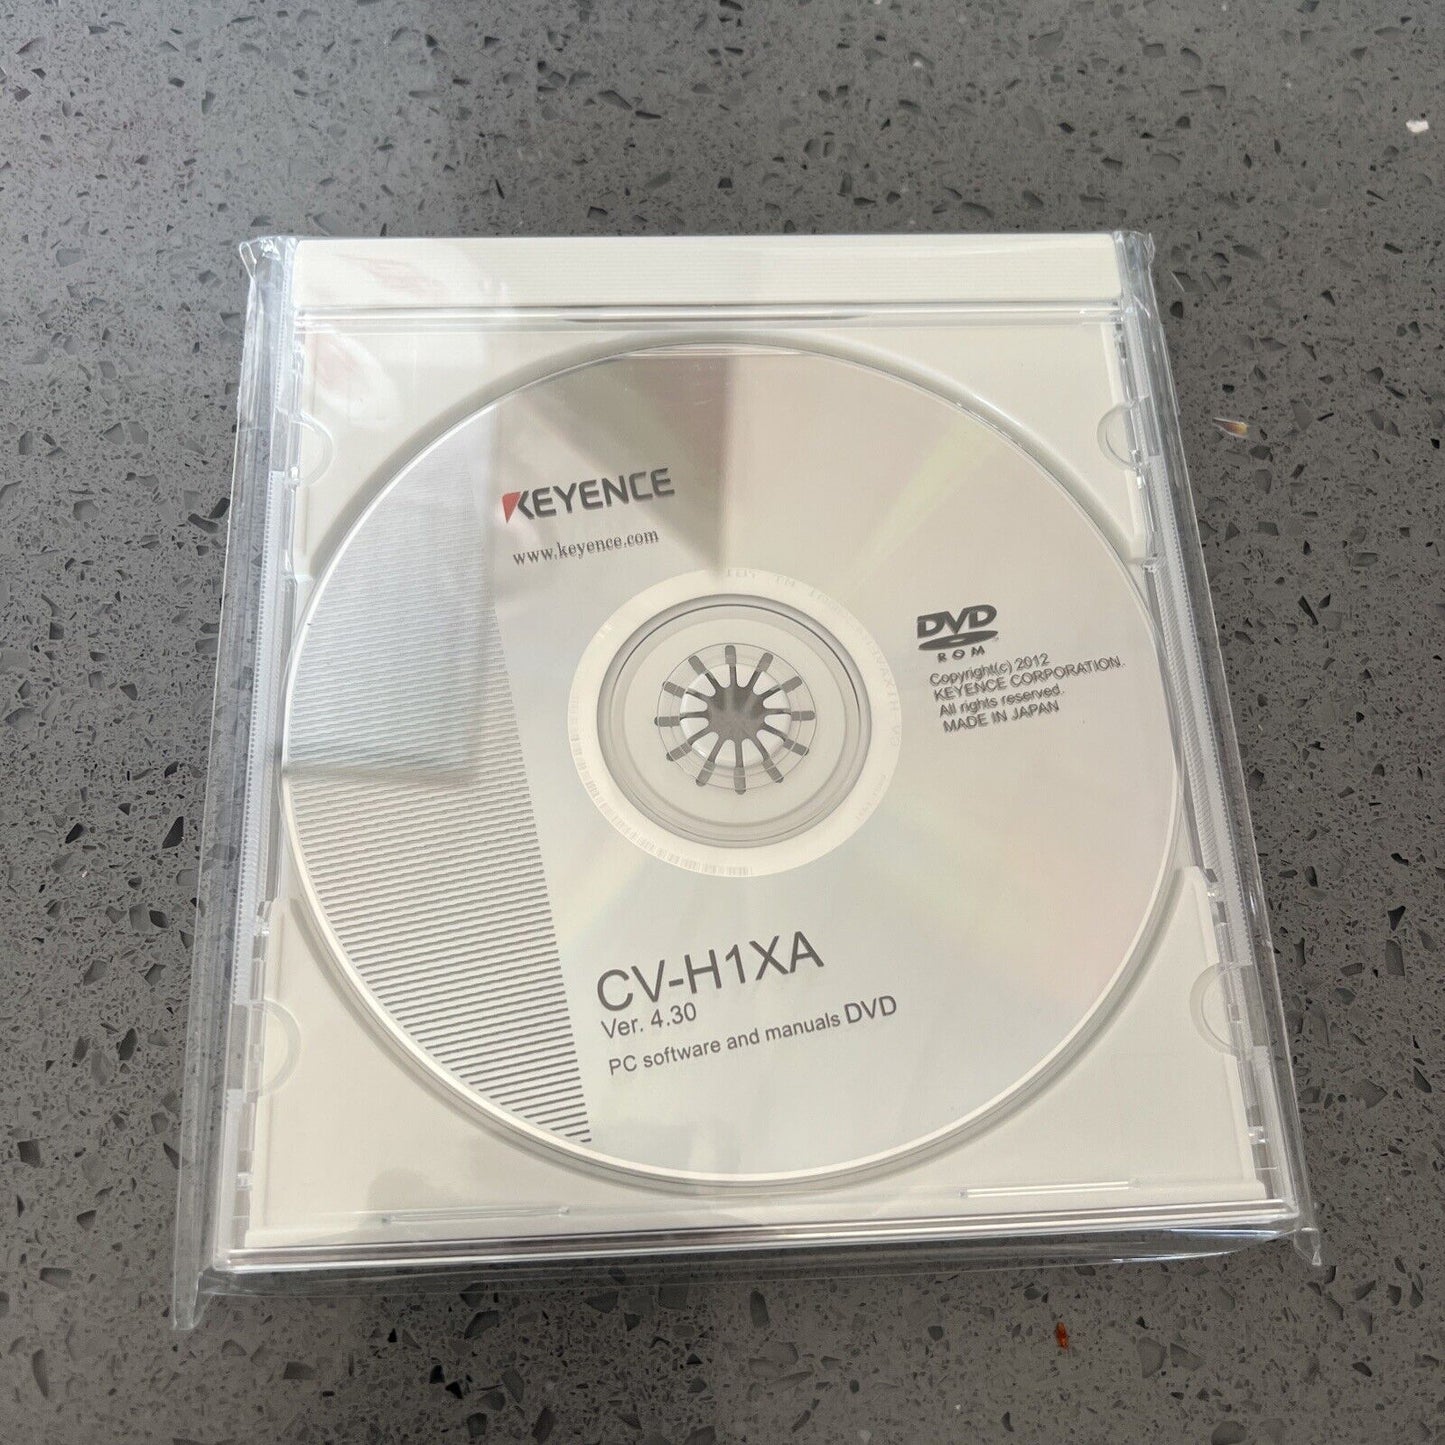 KEYENCE
www.keyence.com
DVD
ROM
Copyright(c) 2012
KEYENCE CORPORATION.
All rights reserved.
MADE IN JAPAN
CV-H1XA
Ver. 4.30
PC software and manuals DVD